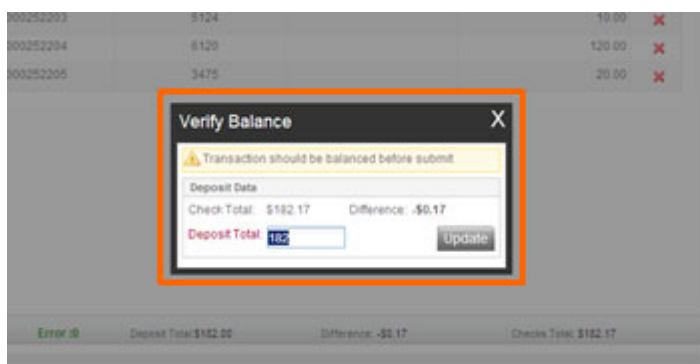 000252203 5124 10.00
000252204 6120 120.00
000252205 3475 20.00
Verify Balance X
Transaction should be balanced before submit
Deposit Data
Check Total: $182.17 Difference: -$0.17
Deposit Total: 182 Update
Error :0 Deposit Total:$182.00 Difference: -$0.17 Checks Total: $182.17